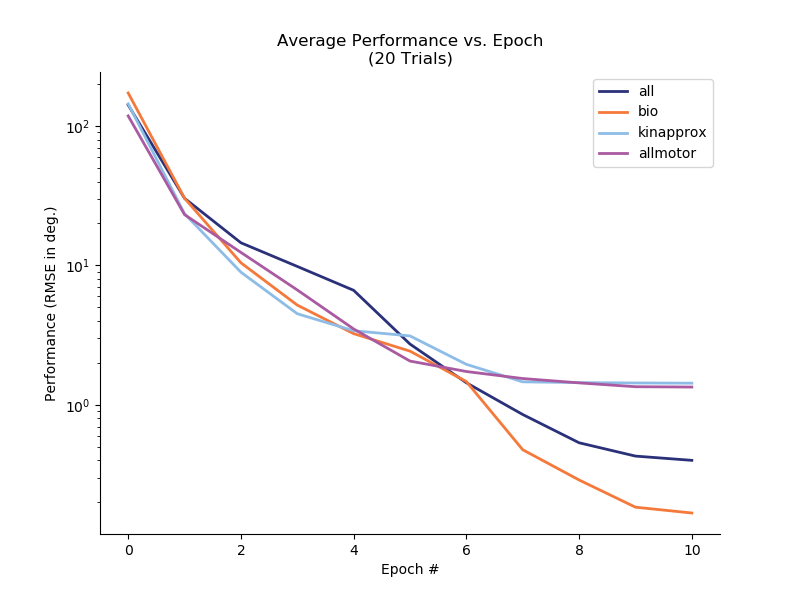 Average Performance vs. Epoch
(20 Trials)
all
bio
kinapprox
allmotor
Performance (RMSE in deg.)
10²
10¹
10⁰
0 2 4 6 8 10
Epoch #